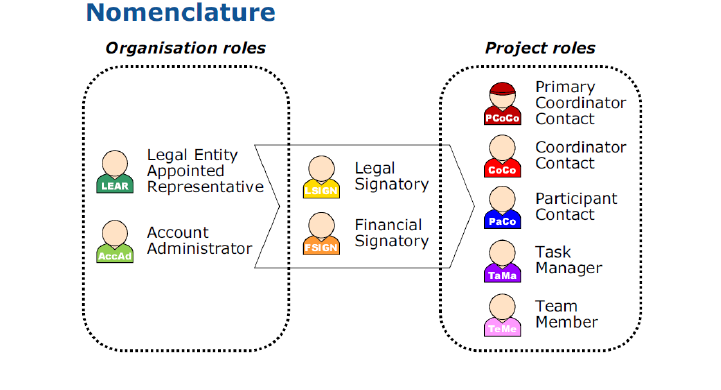 Nomenclature
Organisation roles
Project roles
LEAR
Legal Entity
Appointed
Representative
AccAd
Account
Administrator
LSIGN
Legal
Signatory
FSIGN
Financial
Signatory
PCoCo
Primary
Coordinator
Contact
CoCo
Coordinator
Contact
PaCo
Participant
Contact
TaMa
Task
Manager
TeMe
Team
Member